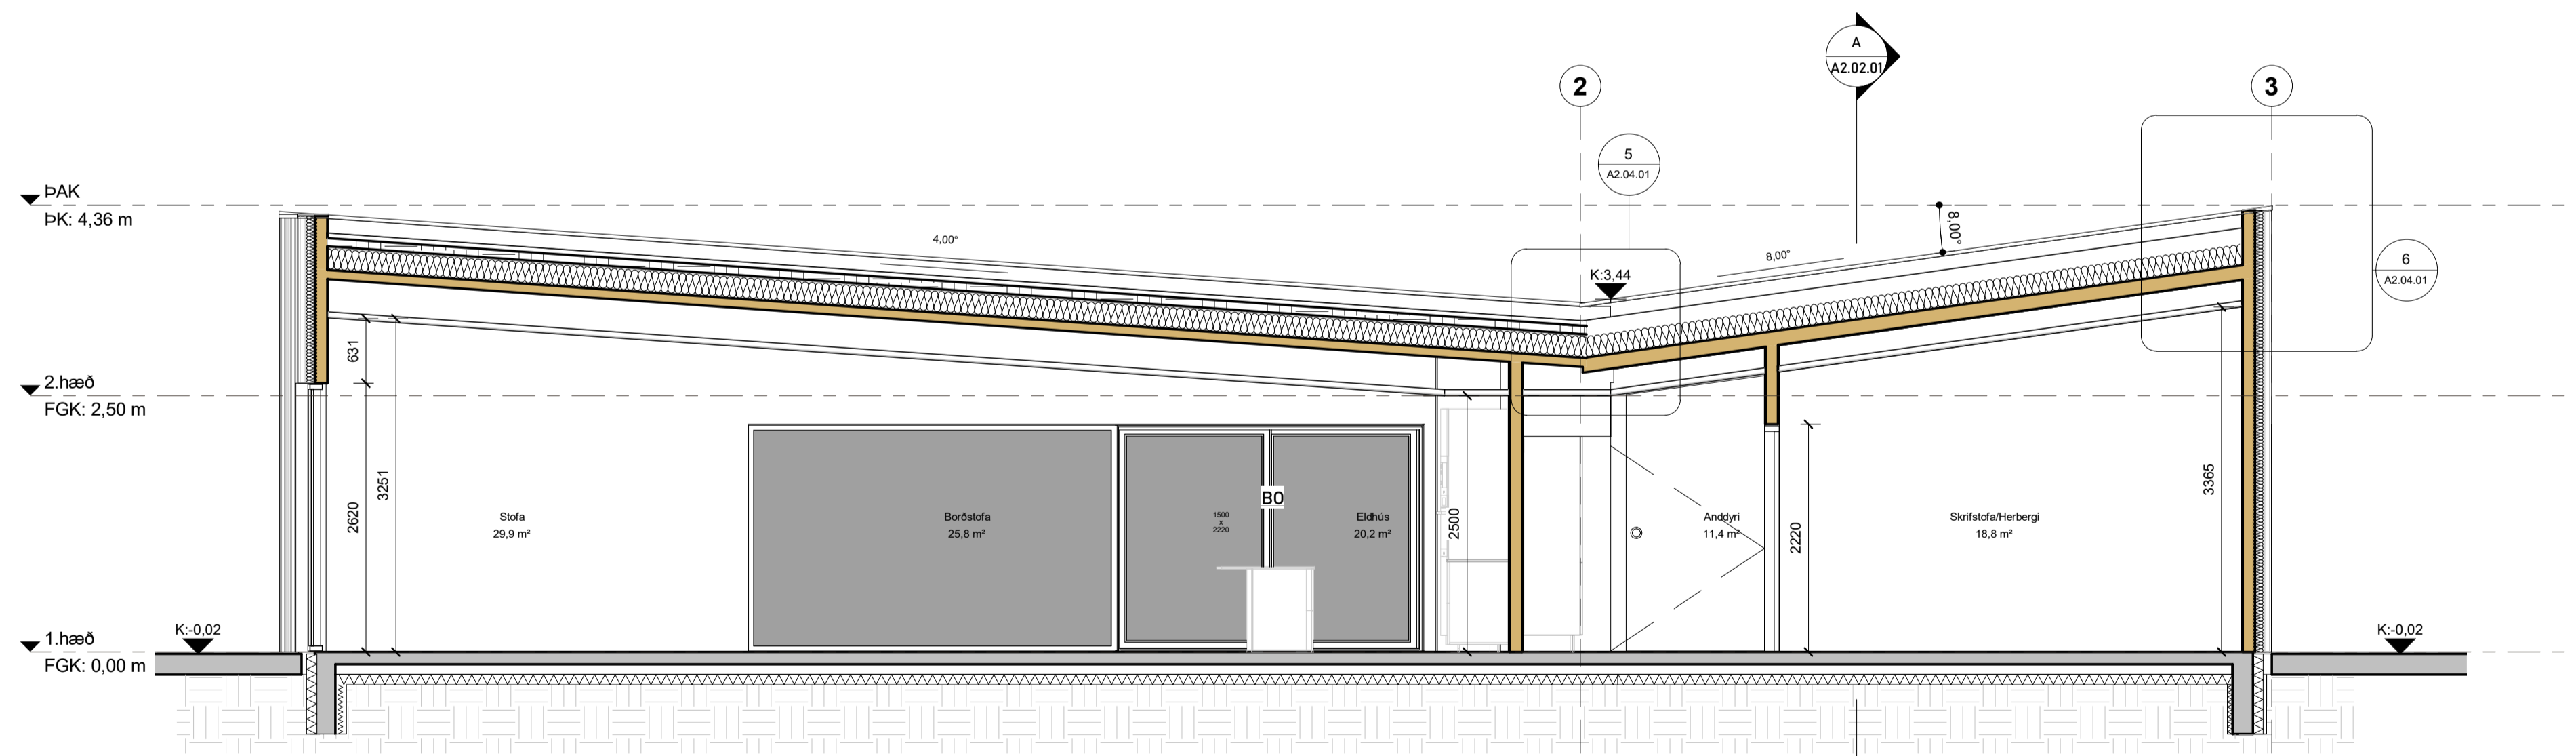 A
A2.02.01
2
3
5
A2.04.01
ÞAK
ÞK: 4,36 m
4,00°
8,00°
8,00°
K:3,44
6
A2.04.01
631
2.hæð
FGK: 2,50 m
2620
3251
Stofa
29,9 m²
Borðstofa
25,8 m²
1500
x
2220
B0
Eldhús
20,2 m²
2500
Anddyri
11,4 m²
2220
Skrifstofa/Herbergi
18,8 m²
3365
1.hæð
FGK: 0,00 m
K:-0,02
K:-0,02